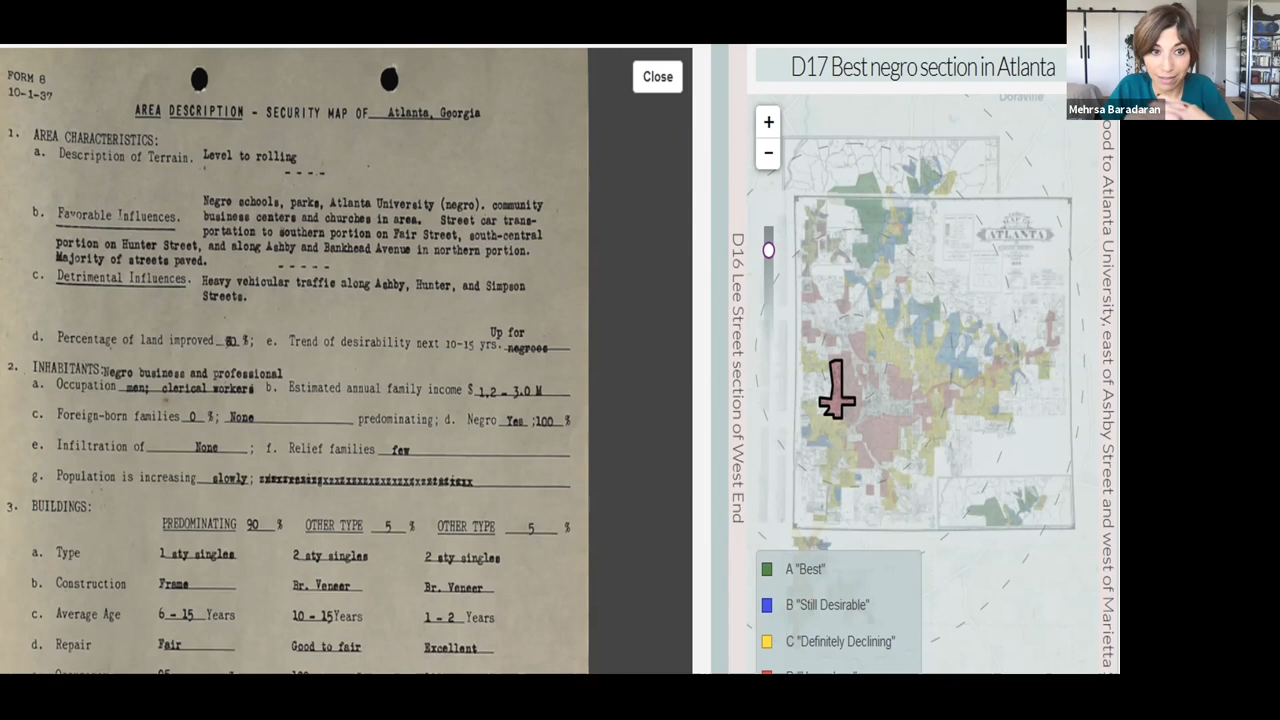 FORM 8
10-1-37
AREA DESCRIPTION - SECURITY MAP OF Atlanta, Georgia
1. AREA CHARACTERISTICS:
a. Description of Terrain. Level to rolling
- - - -
b. Favorable Influences. Negro schools, parks, Atlanta University (negro). community
business centers and churches in area. Street car trans-
portation to southern portion on Fair Street, south-central
portion on Hunter Street, and along Ashby and Bankhead Avenue in northern portion.
Majority of streets paved.
- - - - -
c. Detrimental Influences. Heavy vehicular traffic along Ashby, Hunter, and Simpson
Streets.
d. Percentage of land improved %; e. Trend of desirability next 10-15 yrs. Up for
negroes
2. INHABITANTS: Negro business and professional
a. Occupation men; clerical workers b. Estimated annual family income $ 1.2 - 3.0 M
c. Foreign-born families 0 %; None predominating; d. Negro Yes ;100 %
e. Infiltration of None ; f. Relief families few
g. Population is increasing slowly;
3. BUILDINGS:
PREDOMINATING 90 % OTHER TYPE 5 % OTHER TYPE 5 %
a. Type 1 sty singles 2 sty singles 2 sty singles
b. Construction Frame Br. Veneer Br. Veneer
c. Average Age 6 - 15 Years 10 - 15 Years 1 - 2 Years
d. Repair Fair Good to fair Excellent
Close
D17 Best negro section in Atlanta
+
−
Doraville
ATLANTA
D16 Lee Street section of West End
ood to Atlanta University, east of Ashby Street and west of Marietta
A "Best"
B "Still Desirable"
C "Definitely Declining"
Mehrsa Baradaran